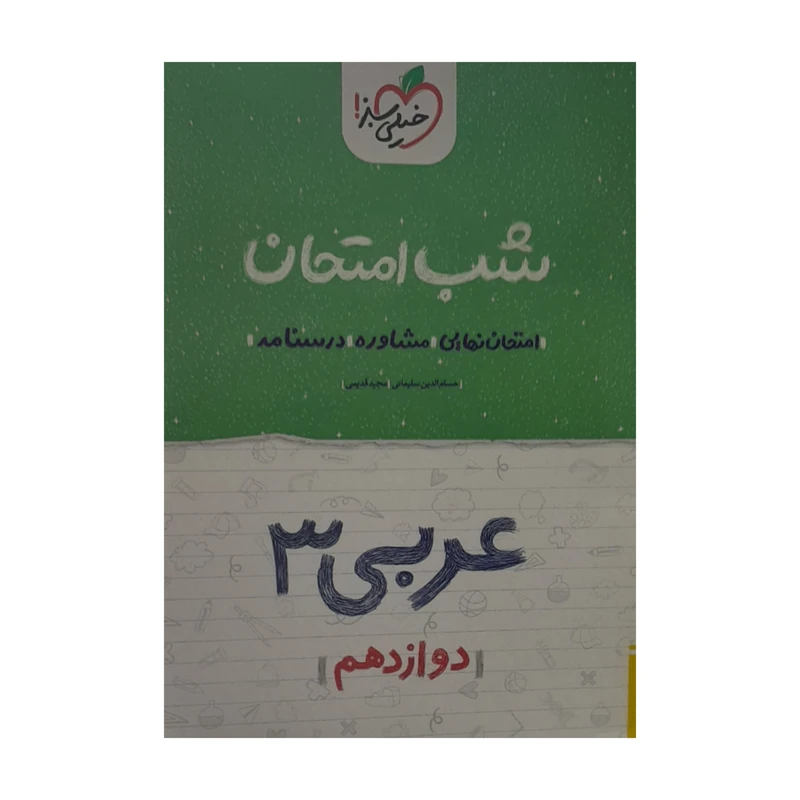 خیلی سبز!
شب امتحان
| امتحان نهایی | مشاوره | درسنامه |
| حسام‌الدین سلیمانی | مجید قدیمی |
عربی ۳
| دوازدهم |